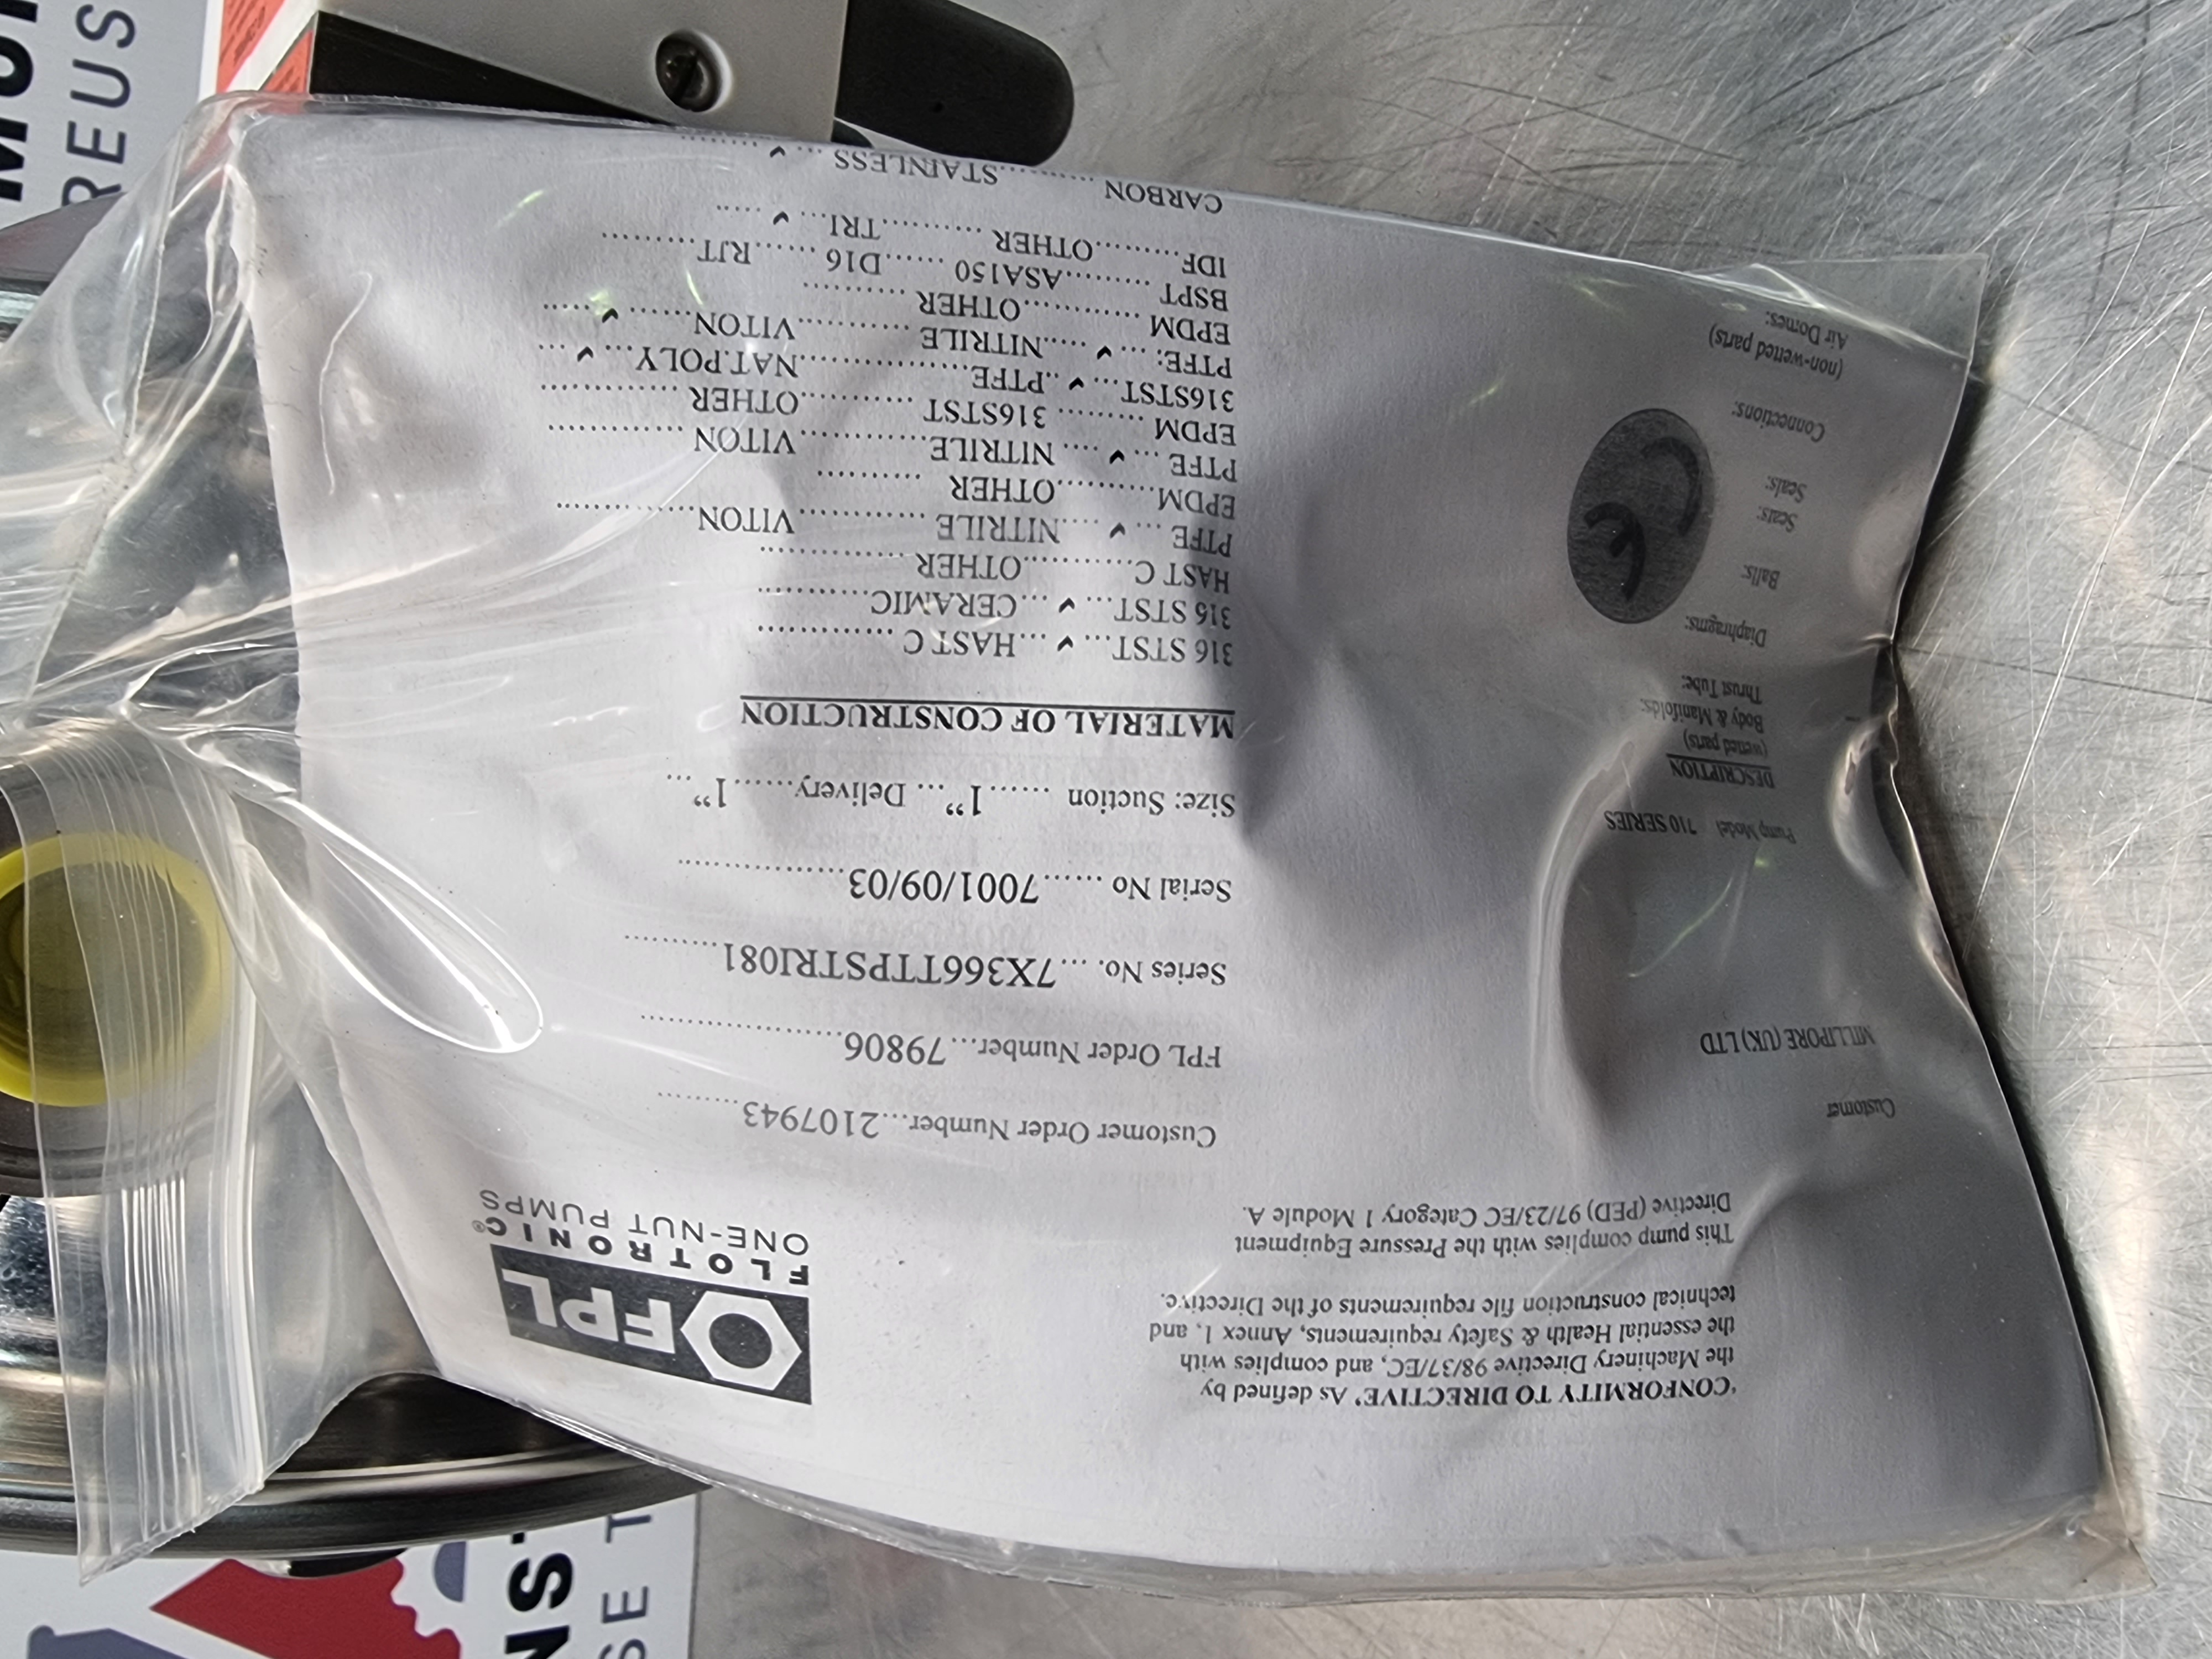 'CONFORMITY TO DIRECTIVE' As defined by
the Machinery Directive 98/37/EC, and complies with
the essential Health & Safety requirements, Annex 1, and
technical construction file requirements of the Directive.
This pump complies with the Pressure Equipment
Directive (PED) 97/23/EC Category 1 Module A.
FPL
FLOTRONIC®
ONE-NUT PUMPS
Customer
MILLIPORE (UK) LTD
Customer Order Number...2107943
FPL Order Number...79806
Series No. ...7X366TTPSTRI081
Serial No ......7001/09/03
Pump Model 710 SERIES
Size: Suction ......1”... Delivery.......1”...
DESCRIPTION
MATERIAL OF CONSTRUCTION
(wetted parts)
Body & Manifolds:
316 STST... ✓ ...HAST C
Thrust Tube:
316 STST... ✓ ...CERAMIC
HAST C..........OTHER
Diaphragms:
PTFE ... ✓ ....NITRILE ............VITON
EPDM..........OTHER
Balls:
PTFE ... ✓ ....NITRILE..............VITON
EPDM ........ 316STST ............OTHER
Seats:
316STST... ✓ ..PTFE..................NAT.POLY... ✓ ...
Seals:
PTFE: ... ✓ .....NITRILE ............VITON....... ✓ ......
EPDM ............OTHER
Connections:
BSPT .........ASA150 ......D16 ......RJT
IDF.........OTHER ..........TRI... ✓ .....
(non-wetted parts)
Air Domes:
CARBON ..........STAINLESS ... ✓
CE
REUS
NS
SE T